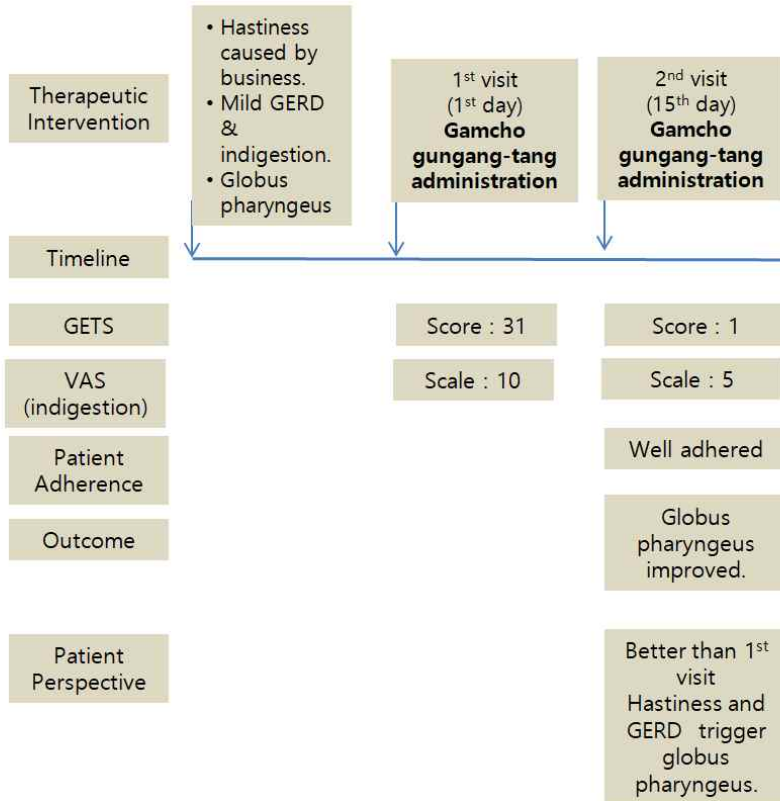 Therapeutic
Intervention
• Hastiness
caused by
business.
• Mild GERD
&
indigestion.
• Globus
pharyngeus
1st visit
(1st day)
Gamcho
gungang-tang
administration
2nd visit
(15th day)
Gamcho
gungang-tang
administration
Timeline
GETS
Score : 31
Score : 1
VAS
(indigestion)
Scale : 10
Scale : 5
Patient
Adherence
Well adhered
Outcome
Globus
pharyngeus
improved.
Patient
Perspective
Better than 1st
visit
Hastiness and
GERD trigger
globus
pharyngeus.